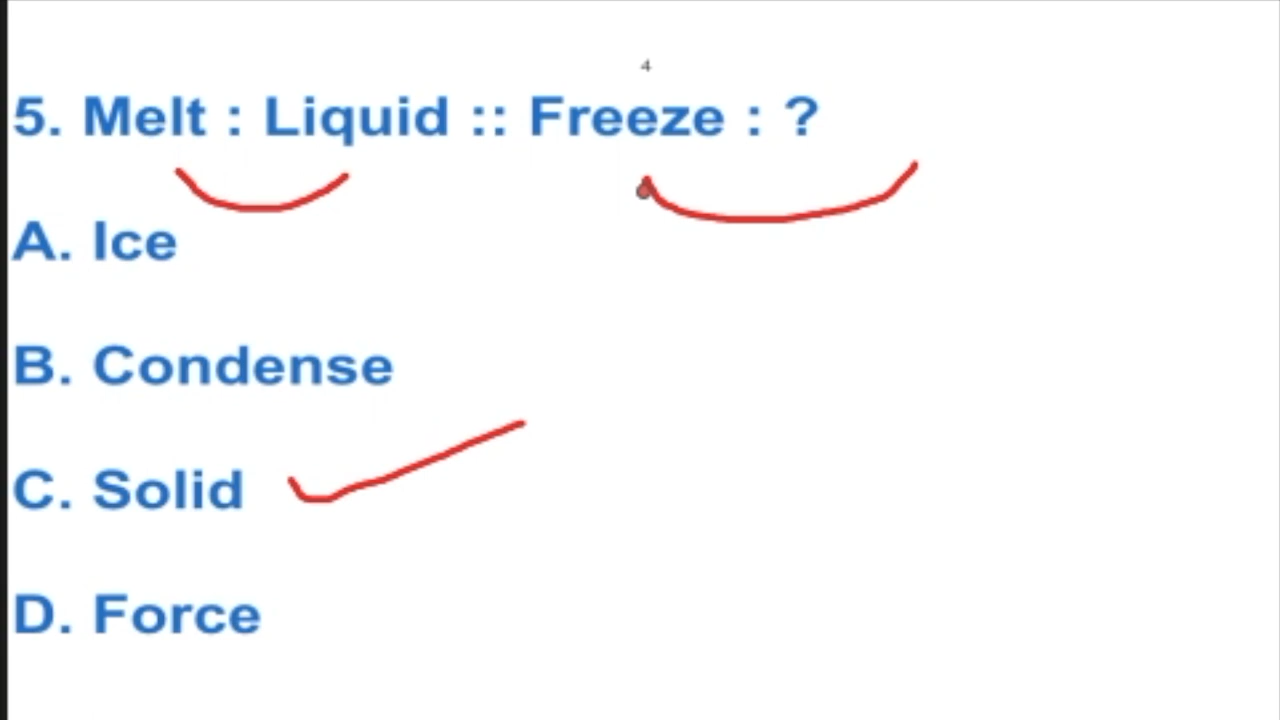 4
5. Melt : Liquid :: Freeze : ?
A. Ice
B. Condense
C. Solid
D. Force